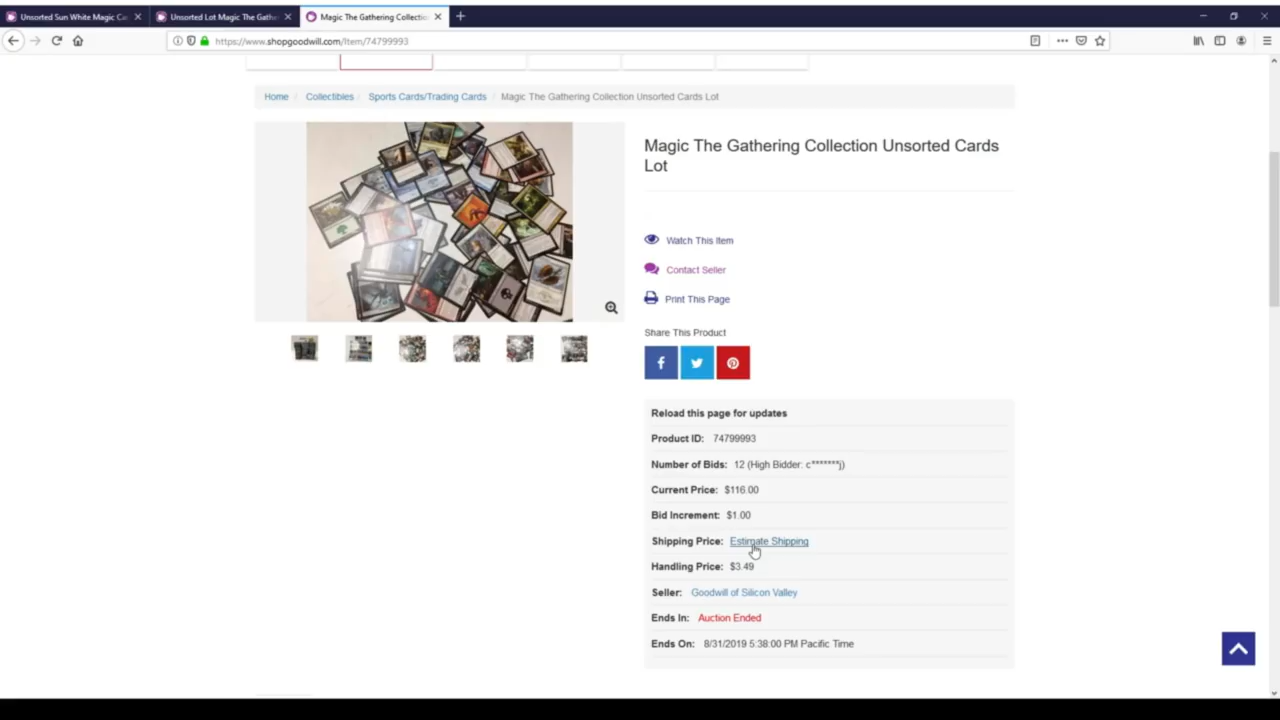 Unsorted Sun White Magic Ca
Unsorted Lot Magic The Gathe
Magic The Gathering Collectio
https://www.shopgoodwill.com/Item/74799993
Home / Collectibles / Sports Cards/Trading Cards / Magic The Gathering Collection Unsorted Cards Lot
Magic The Gathering Collection Unsorted Cards
Lot
Watch This Item
Contact Seller
Print This Page
Share This Product
Reload this page for updates
Product ID: 74799993
Number of Bids: 12 (High Bidder: c*******j)
Current Price: $116.00
Bid Increment: $1.00
Shipping Price: Estimate Shipping
Handling Price: $3.49
Seller: Goodwill of Silicon Valley
Ends In: Auction Ended
Ends On: 8/31/2019 5:38:00 PM Pacific Time